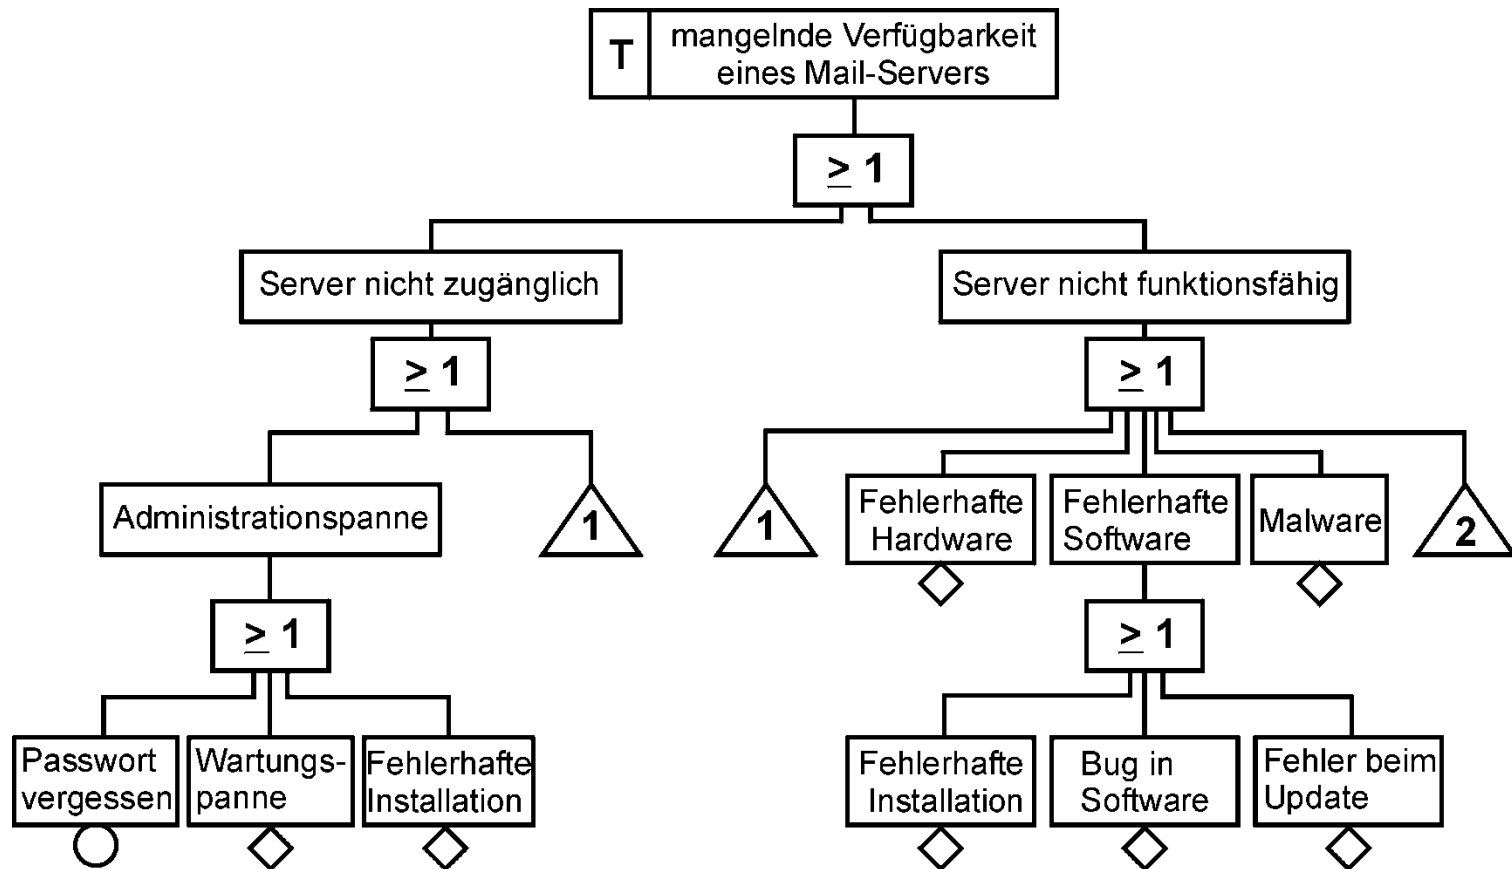 T
mangelnde Verfügbarkeit
eines Mail-Servers
≥ 1
Server nicht zugänglich
Server nicht funktionsfähig
≥ 1
≥ 1
Administrationspanne
1
1
Fehlerhafte
Hardware
Fehlerhafte
Software
Malware
2
≥ 1
≥ 1
Passwort
vergessen
Wartungs-
panne
Fehlerhafte
Installation
Fehlerhafte
Installation
Bug in
Software
Fehler beim
Update